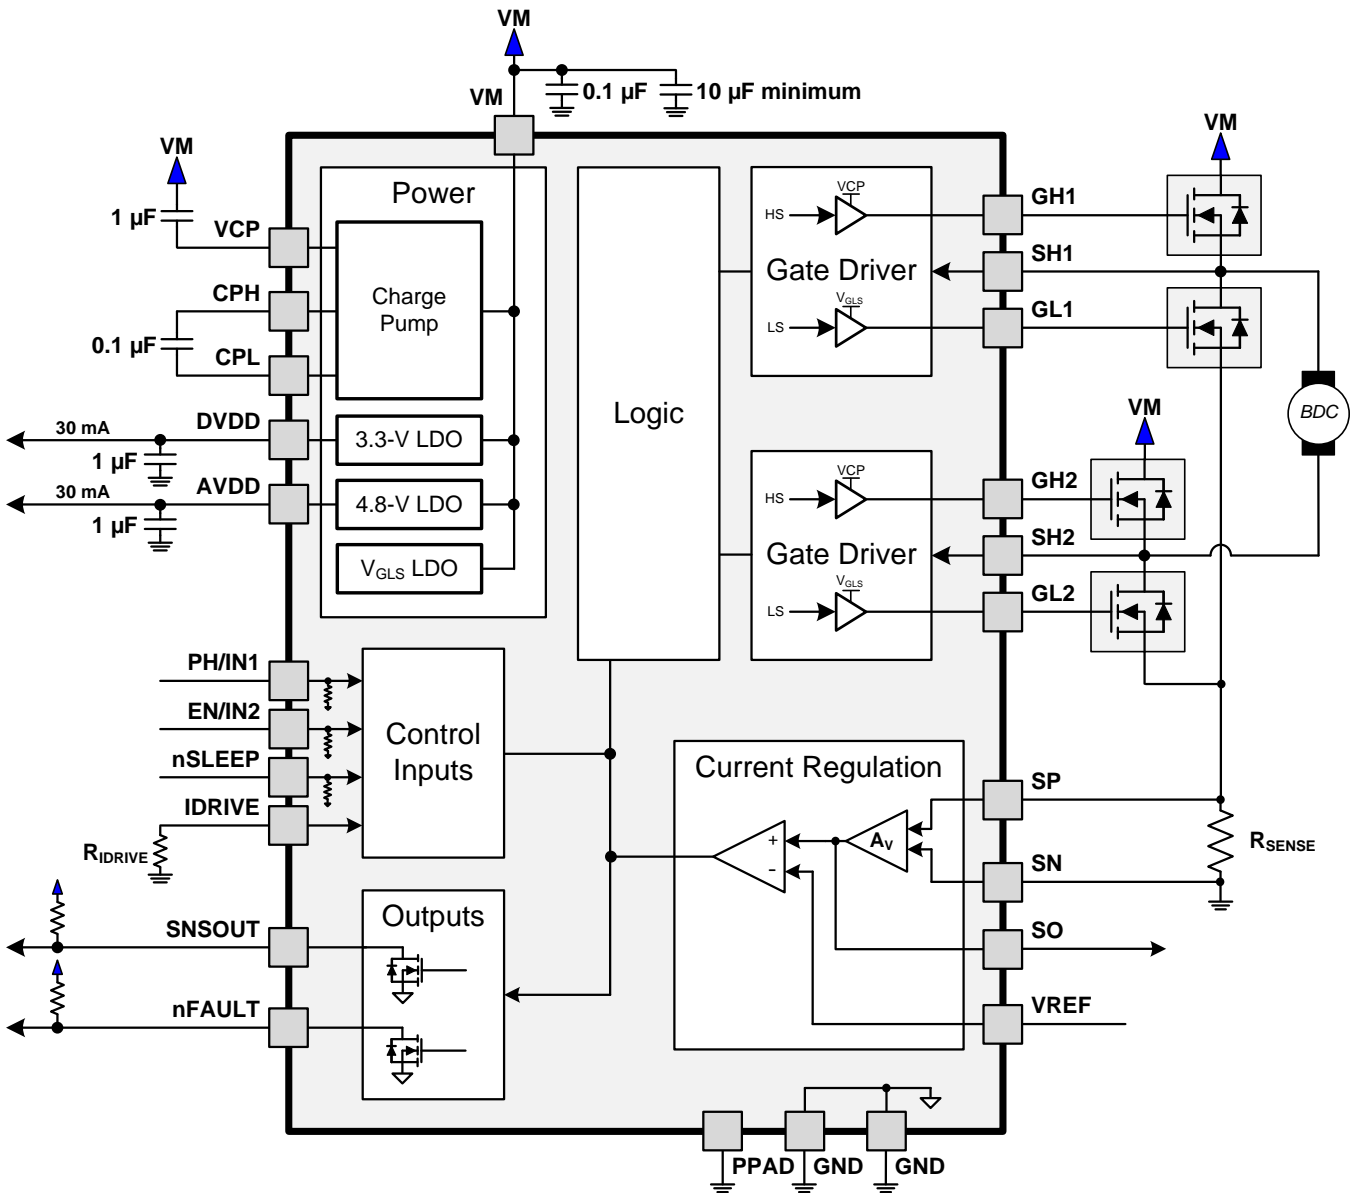 VM
0.1 µF
10 µF minimum
VM
VM
VM
1 µF
VCP
CPH
0.1 µF
CPL
30 mA
DVDD
1 µF
30 mA
AVDD
1 µF
Power
Charge
Pump
3.3-V LDO
4.8-V LDO
VGLS LDO
Logic
VCP
HS
Gate Driver
VGLS
LS
VCP
HS
Gate Driver
VGLS
LS
GH1
SH1
GL1
BDC
VM
GH2
SH2
GL2
PH/IN1
EN/IN2
nSLEEP
IDRIVE
RIDRIVE
Control
Inputs
SNSOUT
nFAULT
Outputs
Current Regulation
+
-
AV
SP
RSENSE
SN
SO
VREF
PPAD
GND
GND